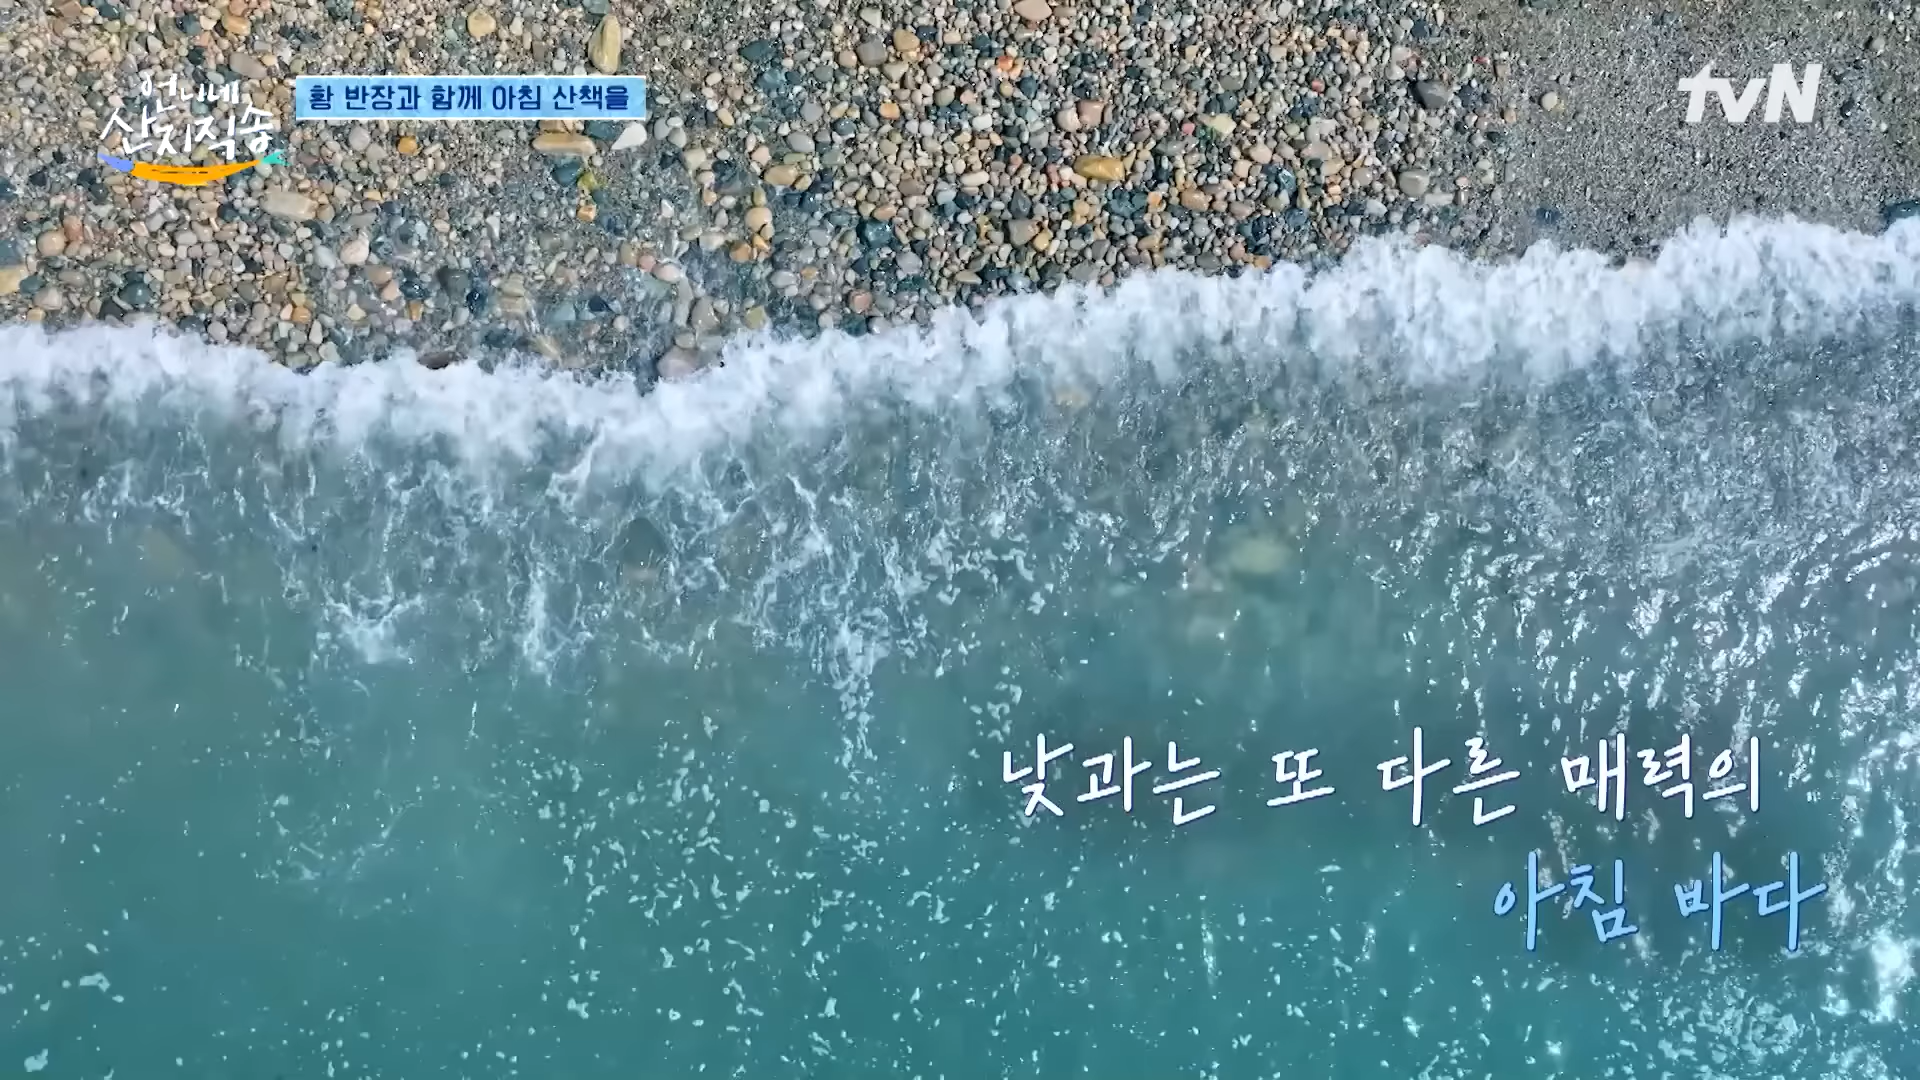 언니네
산지직송
황 반장과 함께 아침 산책을
tvN
낮과는 또 다른 매력의
아침 바다